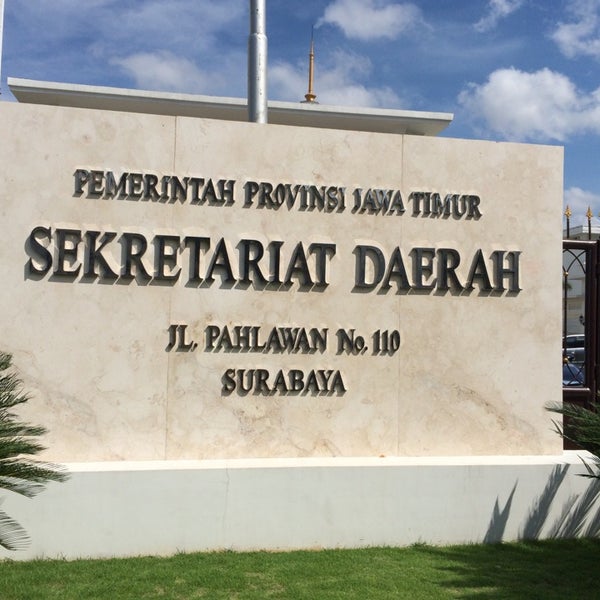 PEMERINTAH PROVINSI JAWA TIMUR
SEKRETARIAT DAERAH
JL. PAHLAWAN No. 110
SURABAYA